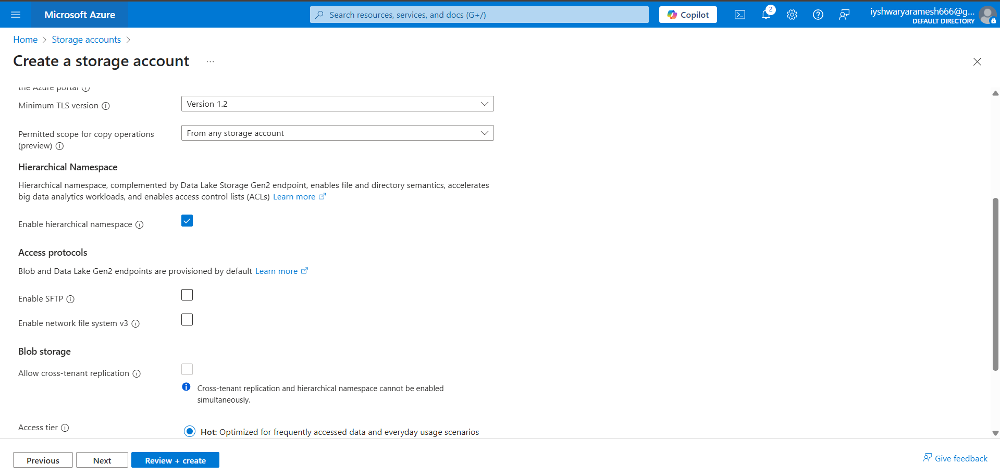 Microsoft Azure
Search resources, services, and docs (G+/)
Copilot
2
iyshwaryaramesh666@g...
DEFAULT DIRECTORY
Home
Storage accounts
Create a storage account
...
the Azure portal
Minimum TLS version
Version 1.2
Permitted scope for copy operations
(preview)
From any storage account
Hierarchical Namespace
Hierarchical namespace, complemented by Data Lake Storage Gen2 endpoint, enables file and directory semantics, accelerates
big data analytics workloads, and enables access control lists (ACLs) Learn more
Enable hierarchical namespace
Access protocols
Blob and Data Lake Gen2 endpoints are provisioned by default Learn more
Enable SFTP
Enable network file system v3
Blob storage
Allow cross-tenant replication
Cross-tenant replication and hierarchical namespace cannot be enabled
simultaneously.
Access tier
Hot: Optimized for frequently accessed data and everyday usage scenarios
Previous
Next
Review + create
Give feedback